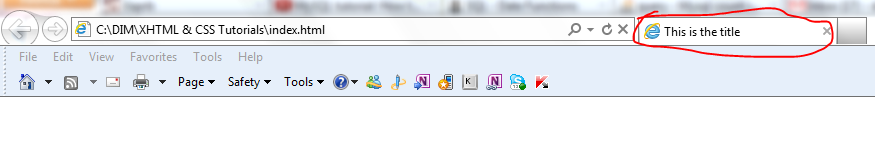 C:\DIM\XHTML & CSS Tutorials\index.html
This is the title
File Edit View Favorites Tools Help
Page Safety Tools